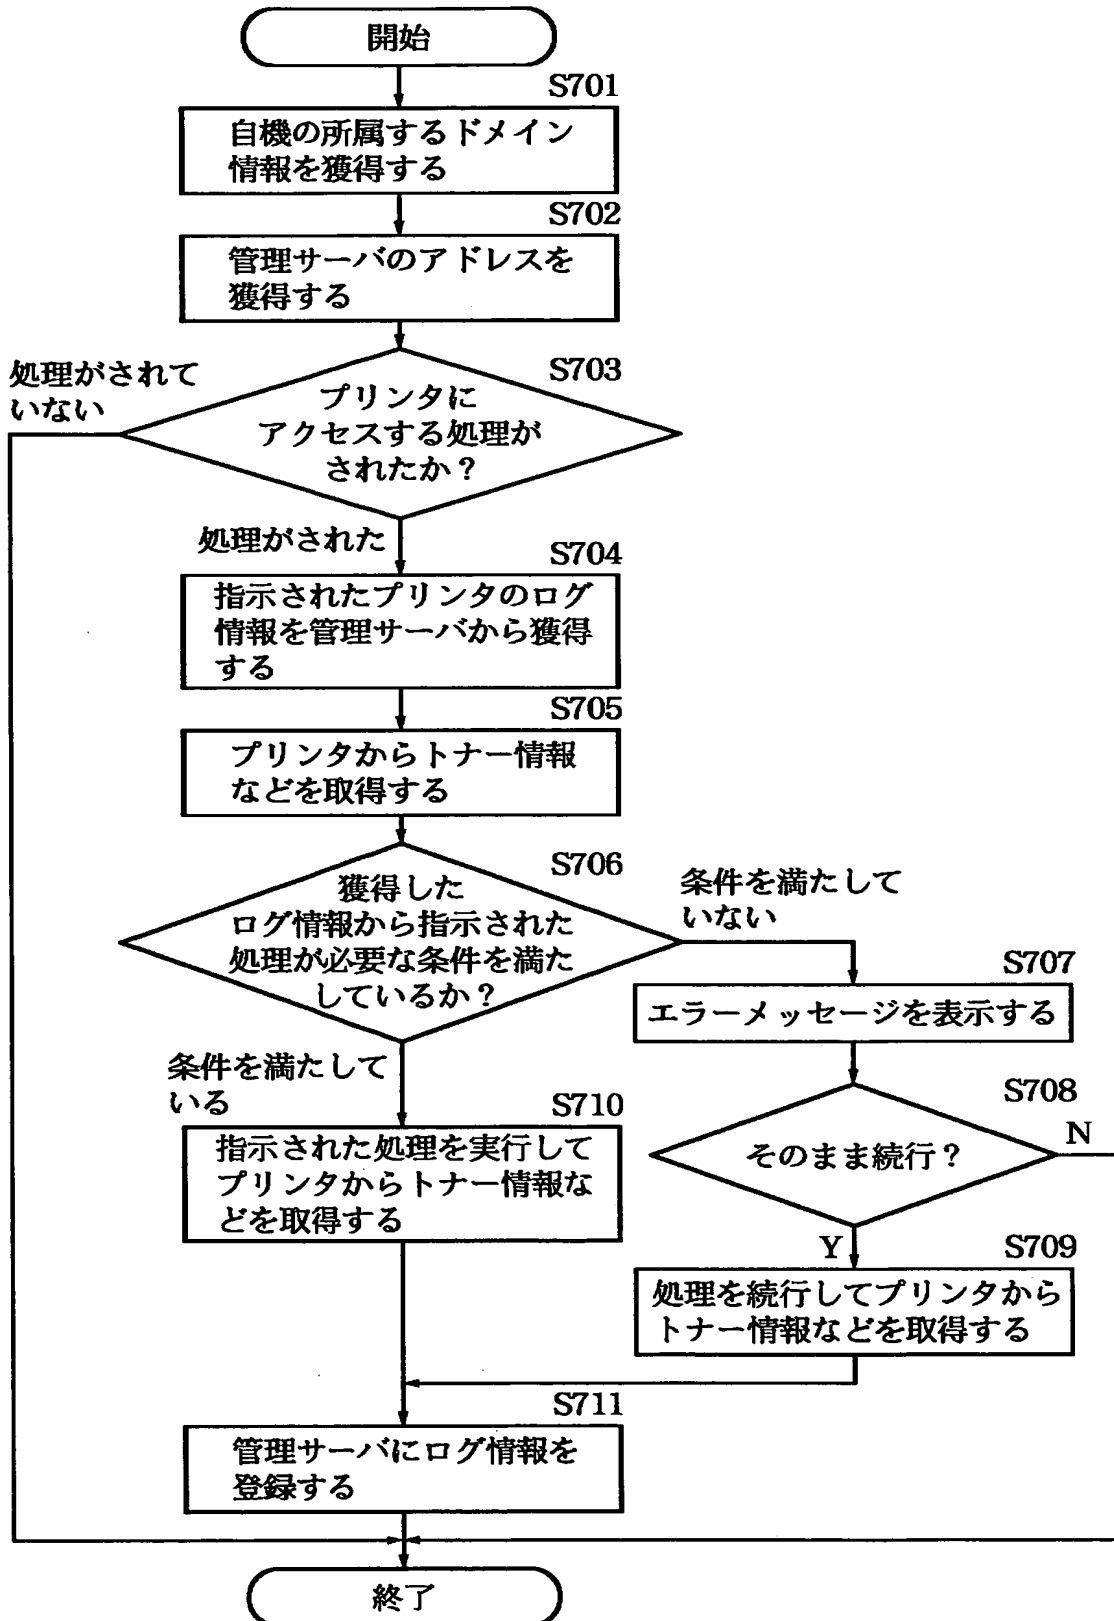 開始
S701
自機の所属するドメイン
情報を獲得する
S702
管理サーバのアドレスを
獲得する
S703
処理がされて
いない
プリンタに
アクセスする処理が
されたか？
処理がされた
S704
指示されたプリンタのログ
情報を管理サーバから獲得
する
S705
プリンタからトナー情報
などを取得する
S706
獲得した
ログ情報から指示された
処理が必要な条件を満た
しているか？
条件を満たして
いない
S707
エラーメッセージを表示する
条件を満たして
いる
S708
そのまま続行？
N
Y
S710
指示された処理を実行して
プリンタからトナー情報な
どを取得する
S709
処理を続行してプリンタから
トナー情報などを取得する
S711
管理サーバにログ情報を
登録する
終了